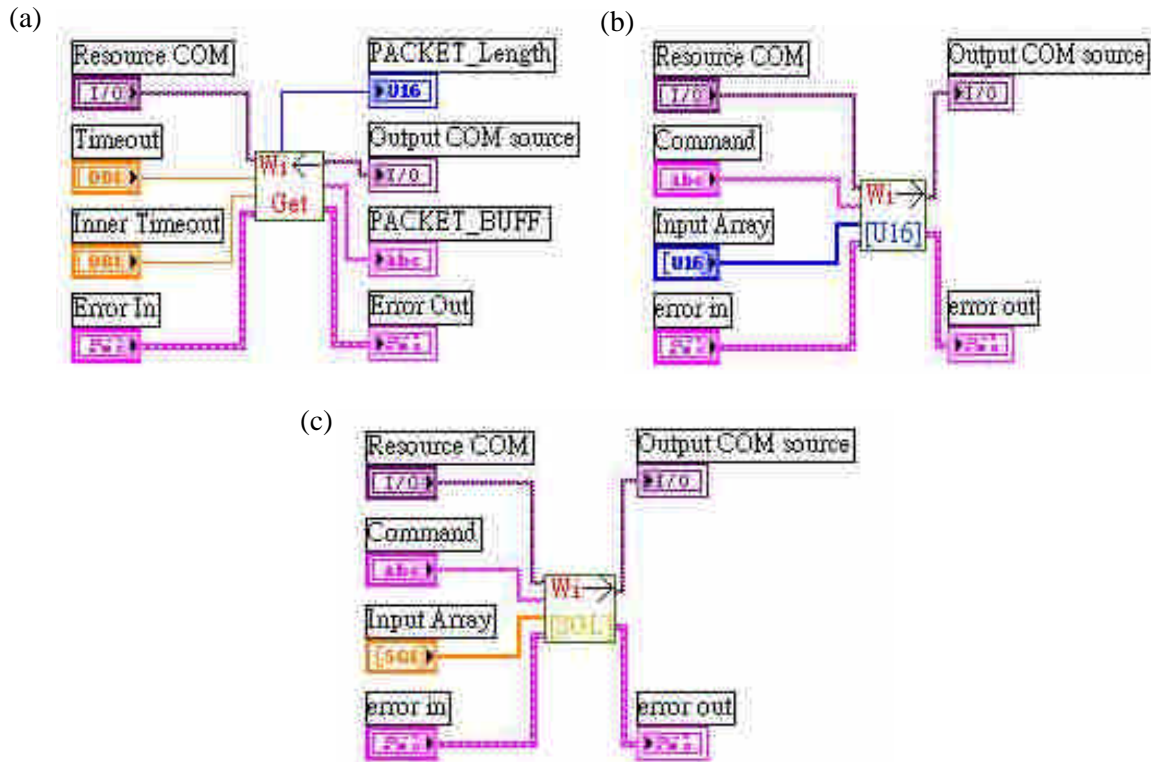 (a)
Resource COM
I/O
Timeout
DBL
Inner Timeout
DBL
Error In
Wi
Get
PACKET_Length
U16
Output COM source
I/O
PACKET_BUFF
abc
Error Out
(b)
Resource COM
I/O
Command
abc
Input Array
[U16]
error in
Wi
[U16]
Output COM source
I/O
error out
(c)
Resource COM
I/O
Command
abc
Input Array
error in
Wi
Output COM source
I/O
error out